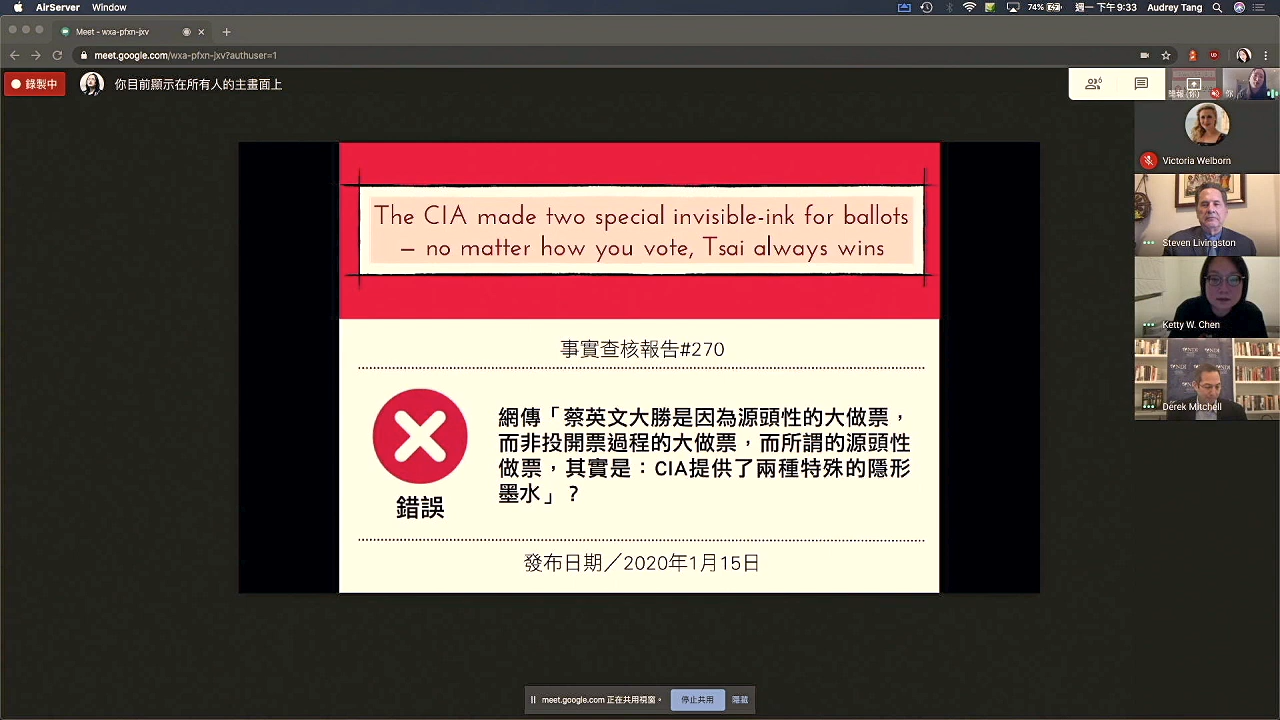 AirServer Window
74%
週一 下午9:33 Audrey Tang
Meet - wxa-pfxn-jxv
meet.google.com/wxa-pfxn-jxv?authuser=1
錄製中
你目前顯示在所有人的主畫面上
6
The CIA made two special invisible-ink for ballots
– no matter how you vote, Tsai always wins
事實查核報告#270
網傳「蔡英文大勝是因為源頭性的大做票，
而非投開票過程的大做票，而所謂的源頭性
做票，其實是：CIA提供了兩種特殊的隱形
墨水」？
錯誤
發布日期／2020年1月15日
Victoria Welborn
Steven Livingston
Ketty W. Chen
NDI
Derek Mitchell
meet.google.com 正在共用視窗。
停止共用
隱藏